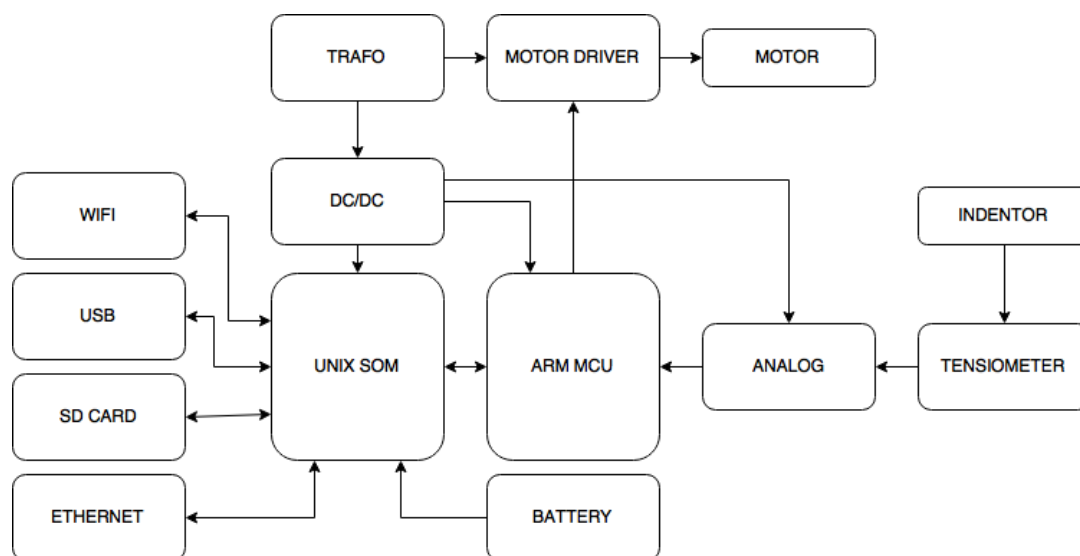 TRAFO
MOTOR DRIVER
MOTOR
DC/DC
WIFI
INDENTOR
USB
UNIX SOM
ARM MCU
ANALOG
TENSIOMETER
SD CARD
ETHERNET
BATTERY